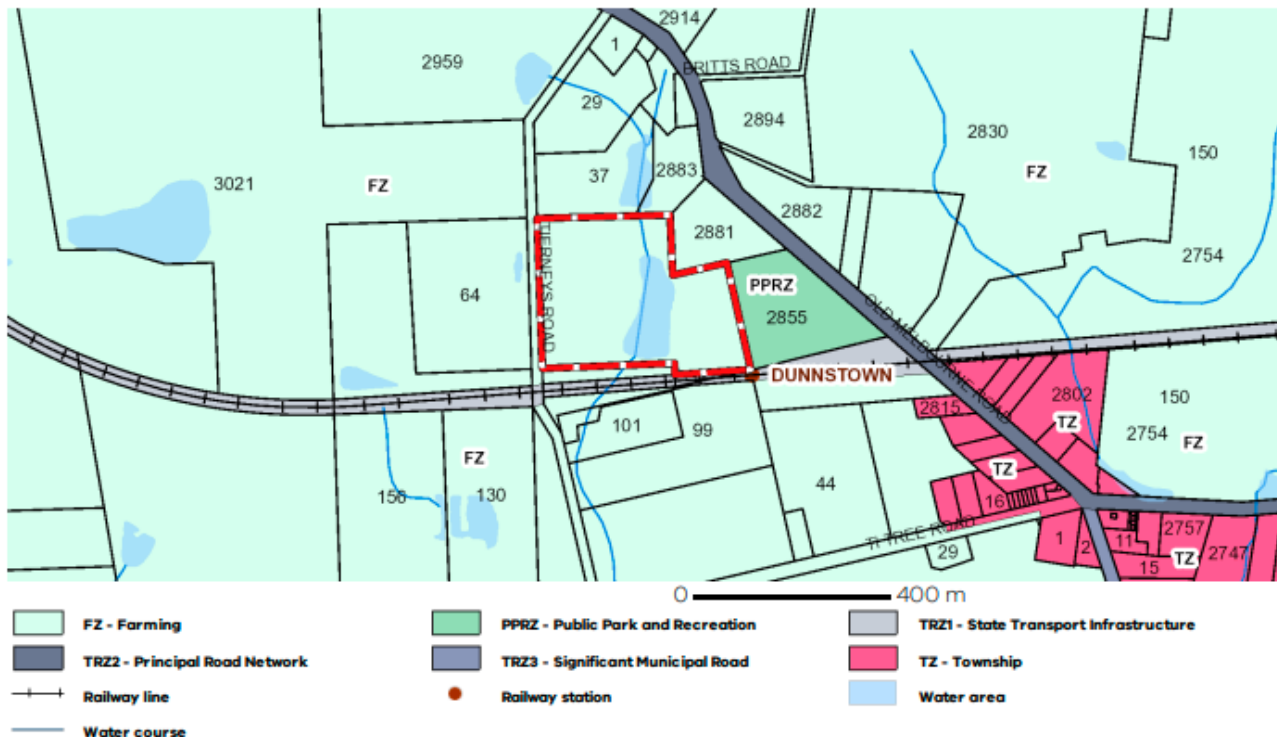 2914
1
2959
BRITTS ROAD
29
2894
2830
150
FZ
37
2883
3021
FZ
2882
2881
2754
TIERNEYS ROAD
64
PPRZ
2855
OLD MELBOURNE ROAD
DUNNSTOWN
2802
150
2815
TZ
2754
FZ
101
99
FZ
TZ
156
130
44
16
TI TREE ROAD
29
1
2
11
2757
TZ
2747
15
0 400 m
FZ - Farming
PPRZ - Public Park and Recreation
TRZ1 - State Transport Infrastructure
TRZ2 - Principal Road Network
TRZ3 - Significant Municipal Road
TZ - Township
Railway line
Railway station
Water area
Water course